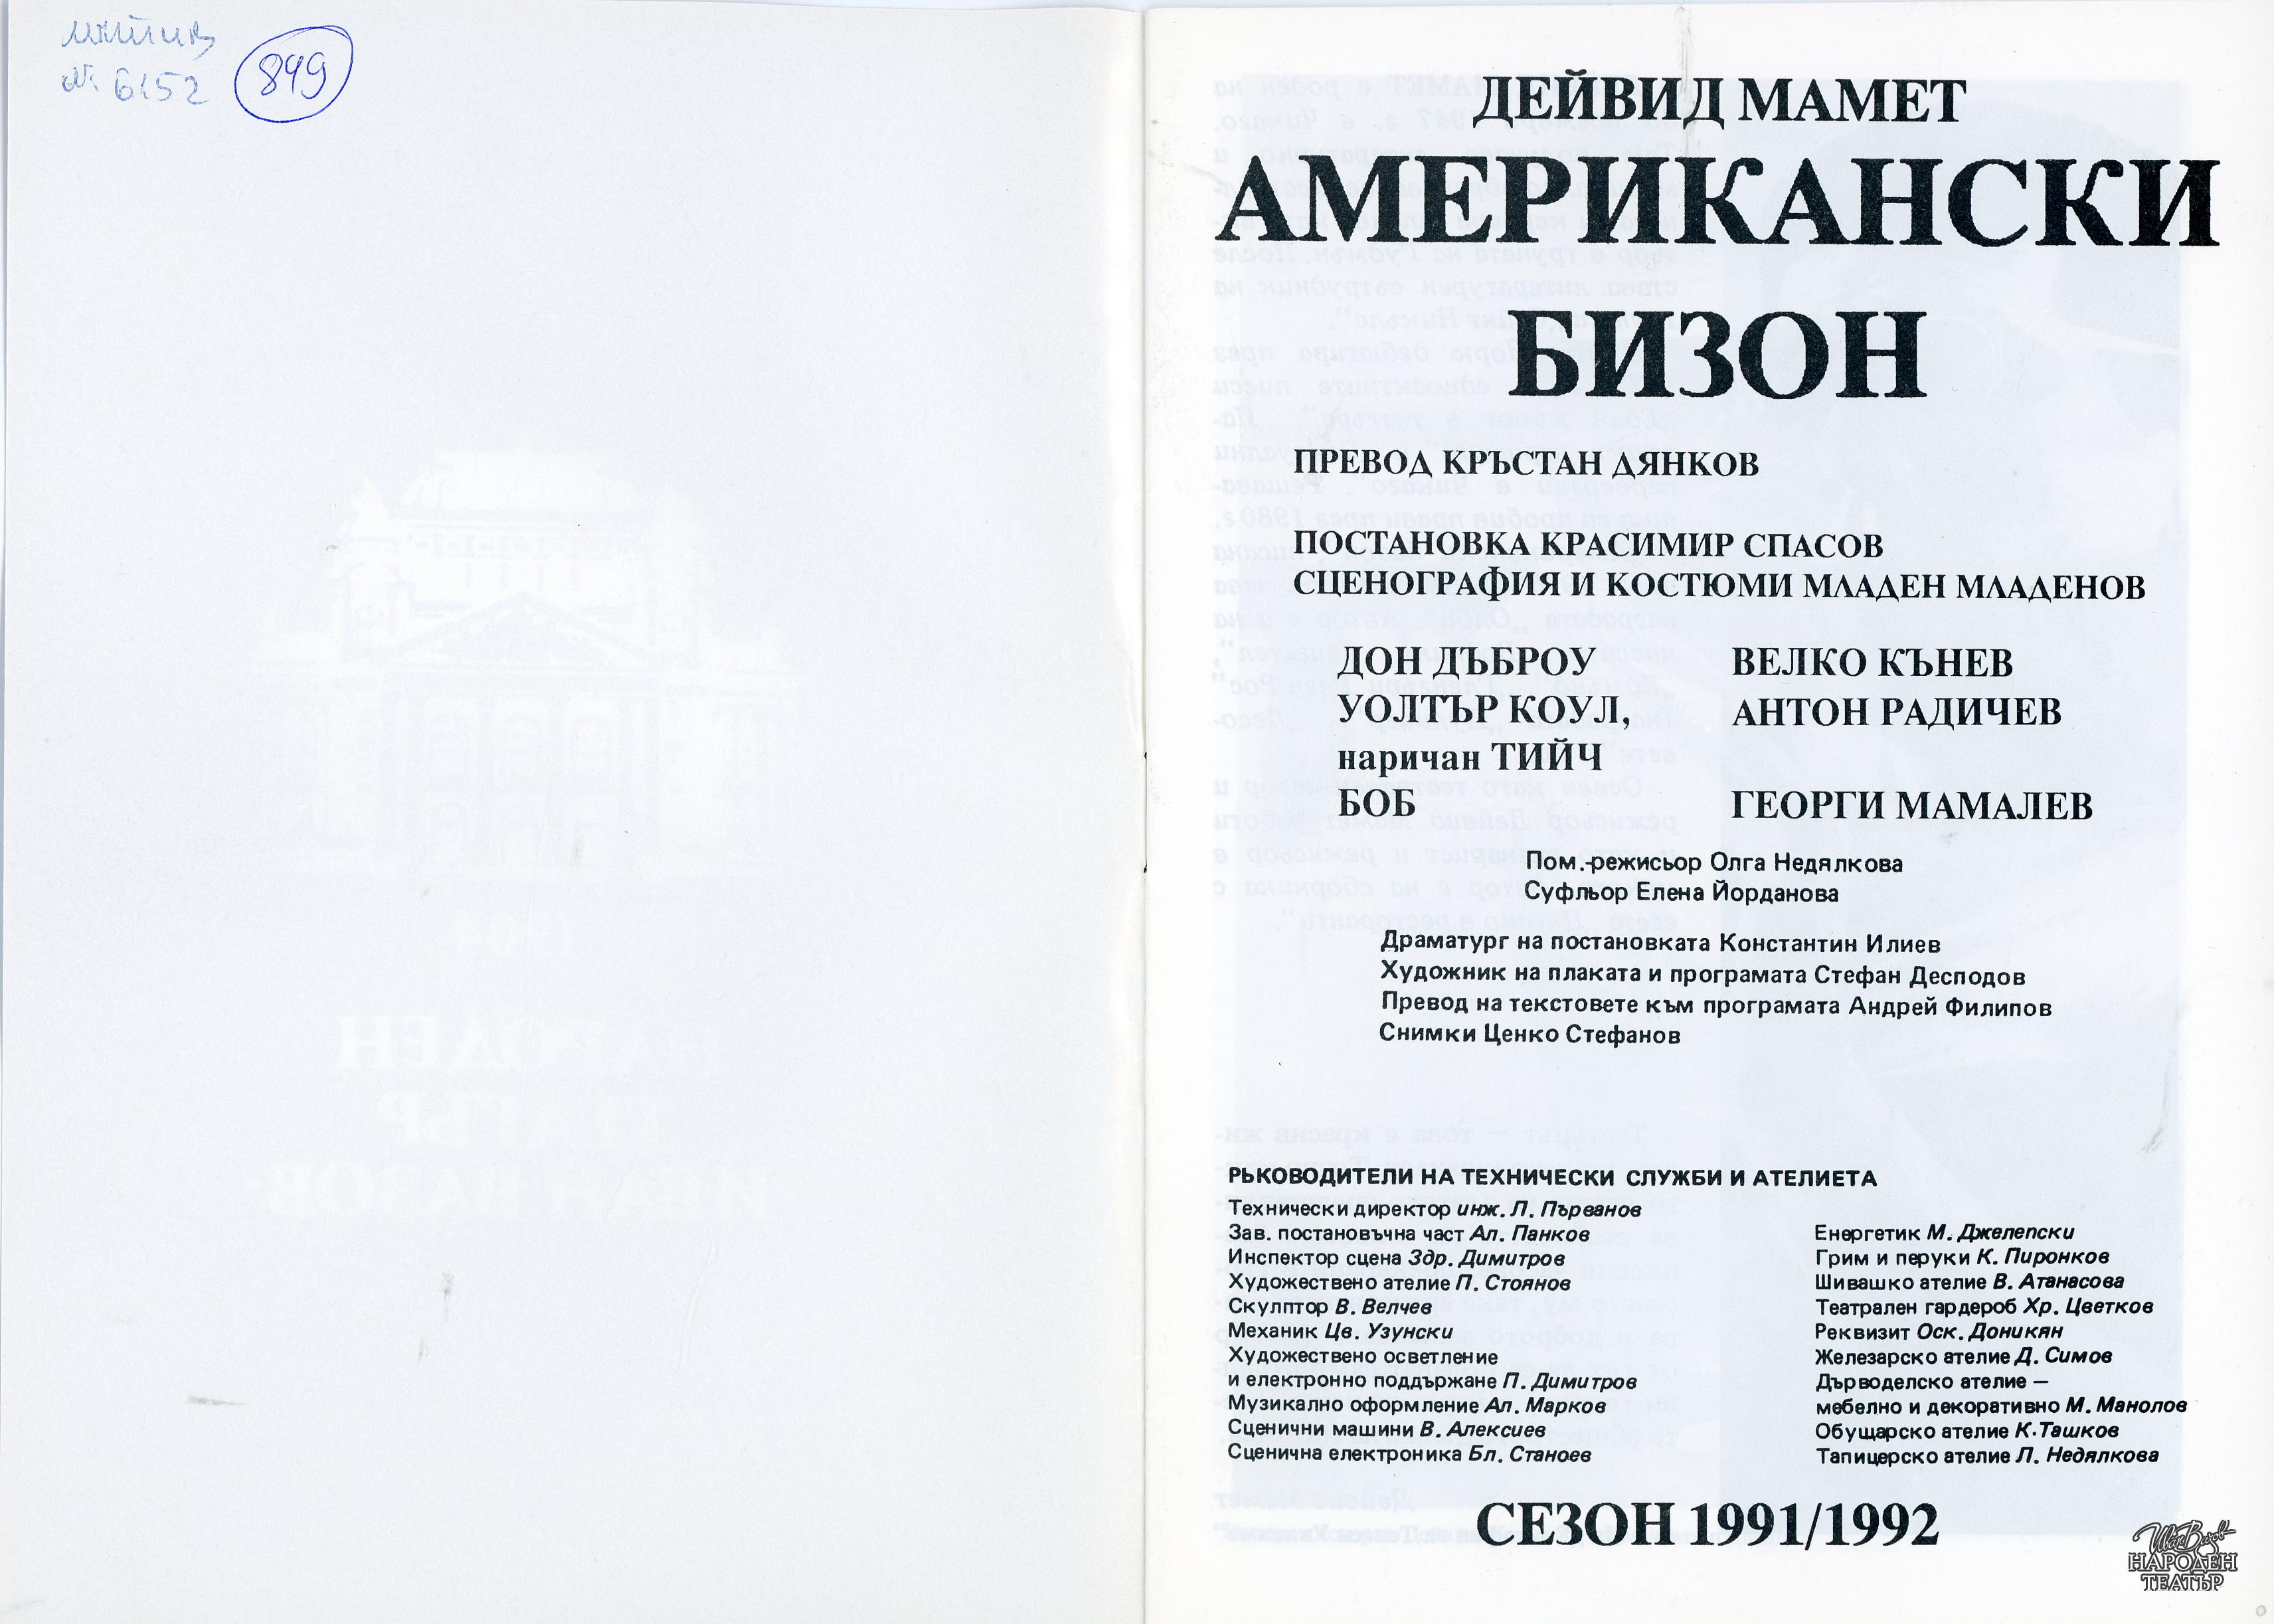 № 6152
899
ДЕЙВИД МАМЕТ
АМЕРИКАНСКИ
БИЗОН
ПРЕВОД КРЪСТАН ДЯНКОВ
ПОСТАНОВКА КРАСИМИР СПАСОВ
СЦЕНОГРАФИЯ И КОСТЮМИ МЛАДЕН МЛАДЕНОВ
ДОН ДЪБРОУ ВЕЛКО КЪНЕВ
УОЛТЪР КОУЛ, АНТОН РАДИЧЕВ
наричан ТИЙЧ
БОБ ГЕОРГИ МАМАЛЕВ
Пом.-режисьор Олга Недялкова
Суфльор Елена Йорданова
Драматург на постановката Константин Илиев
Художник на плаката и програмата Стефан Десподов
Превод на текстовете към програмата Андрей Филипов
Снимки Ценко Стефанов
РЪКОВОДИТЕЛИ НА ТЕХНИЧЕСКИ СЛУЖБИ И АТЕЛИЕТА
Технически директор инж. Л. Първанов
Зав. постановъчна част Ал. Панков
Инспектор сцена Здр. Димитров
Художествено ателие П. Стоянов
Скулптор В. Велчев
Механик Цв. Узунски
Художествено осветление
и електронно поддържане П. Димитров
Музикално оформление Ал. Марков
Сценични машини В. Алексиев
Сценична електроника Бл. Станоев
Енергетик М. Джелепски
Грим и перуки К. Пиронков
Шивашко ателие В. Атанасова
Театрален гардероб Хр. Цветков
Реквизит Оск. Доникян
Железарско ателие Д. Симов
Дърводелско ателие —
мебелно и декоративно М. Манолов
Обущарско ателие К. Ташков
Тапицерско ателие Л. Недялкова
СЕЗОН 1991/1992
Иван Вазов
НАРОДЕН
ТЕАТЪР